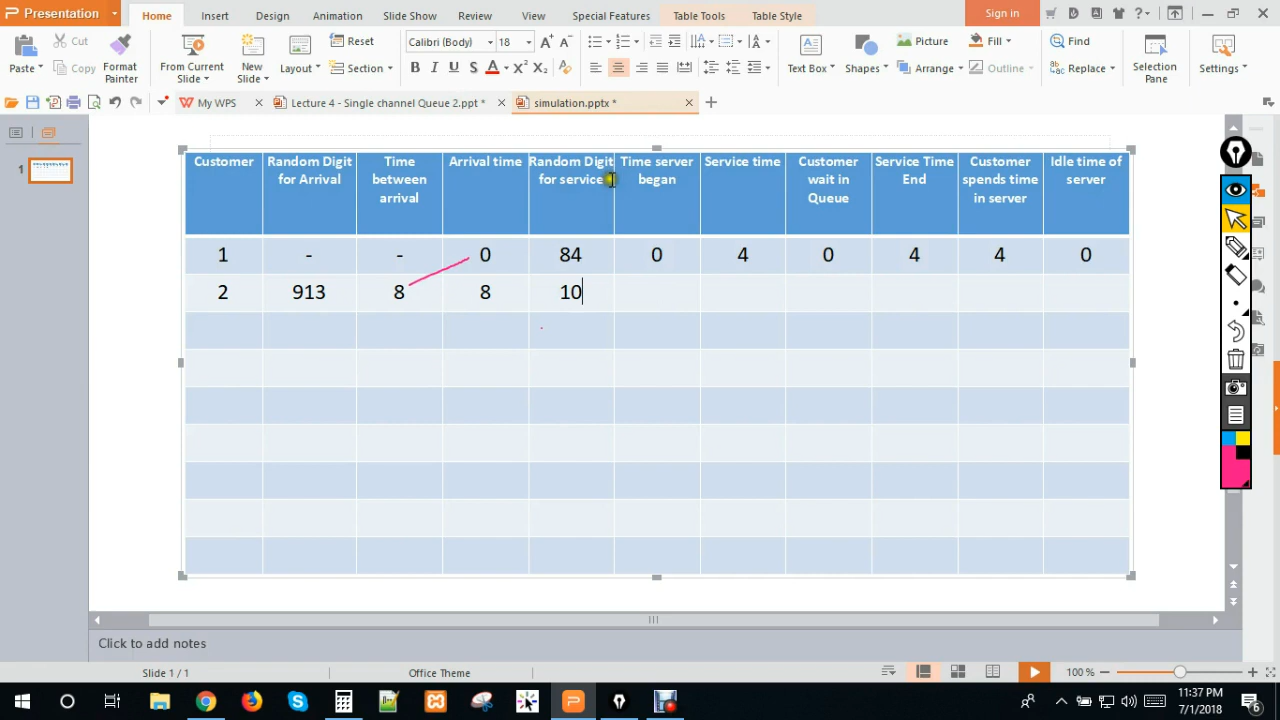 Presentation
Home
Insert
Design
Animation
Slide Show
Review
View
Special Features
Table Tools
Table Style
Sign in
Cut
Paste
Copy
Format
Painter
From Current
Slide
New
Slide
Layout
Reset
Section
Calibri (Body)
18
Text Box
Shapes
Picture
Arrange
Fill
Outline
Find
Replace
Selection
Pane
Settings
My WPS
Lecture 4 - Single channel Queue 2.ppt *
simulation.pptx *
1
Customer Random Digit for Arrival Time between arrival Arrival time Random Digit for service Time server began Service time Customer wait in Queue Service Time End Customer spends time in server Idle time of server
1 - - 0 84 0 4 0 4 4 0
2 913 8 8 10
Click to add notes
Slide 1 / 1
Office Theme
100 %
11:37 PM
7/1/2018
6